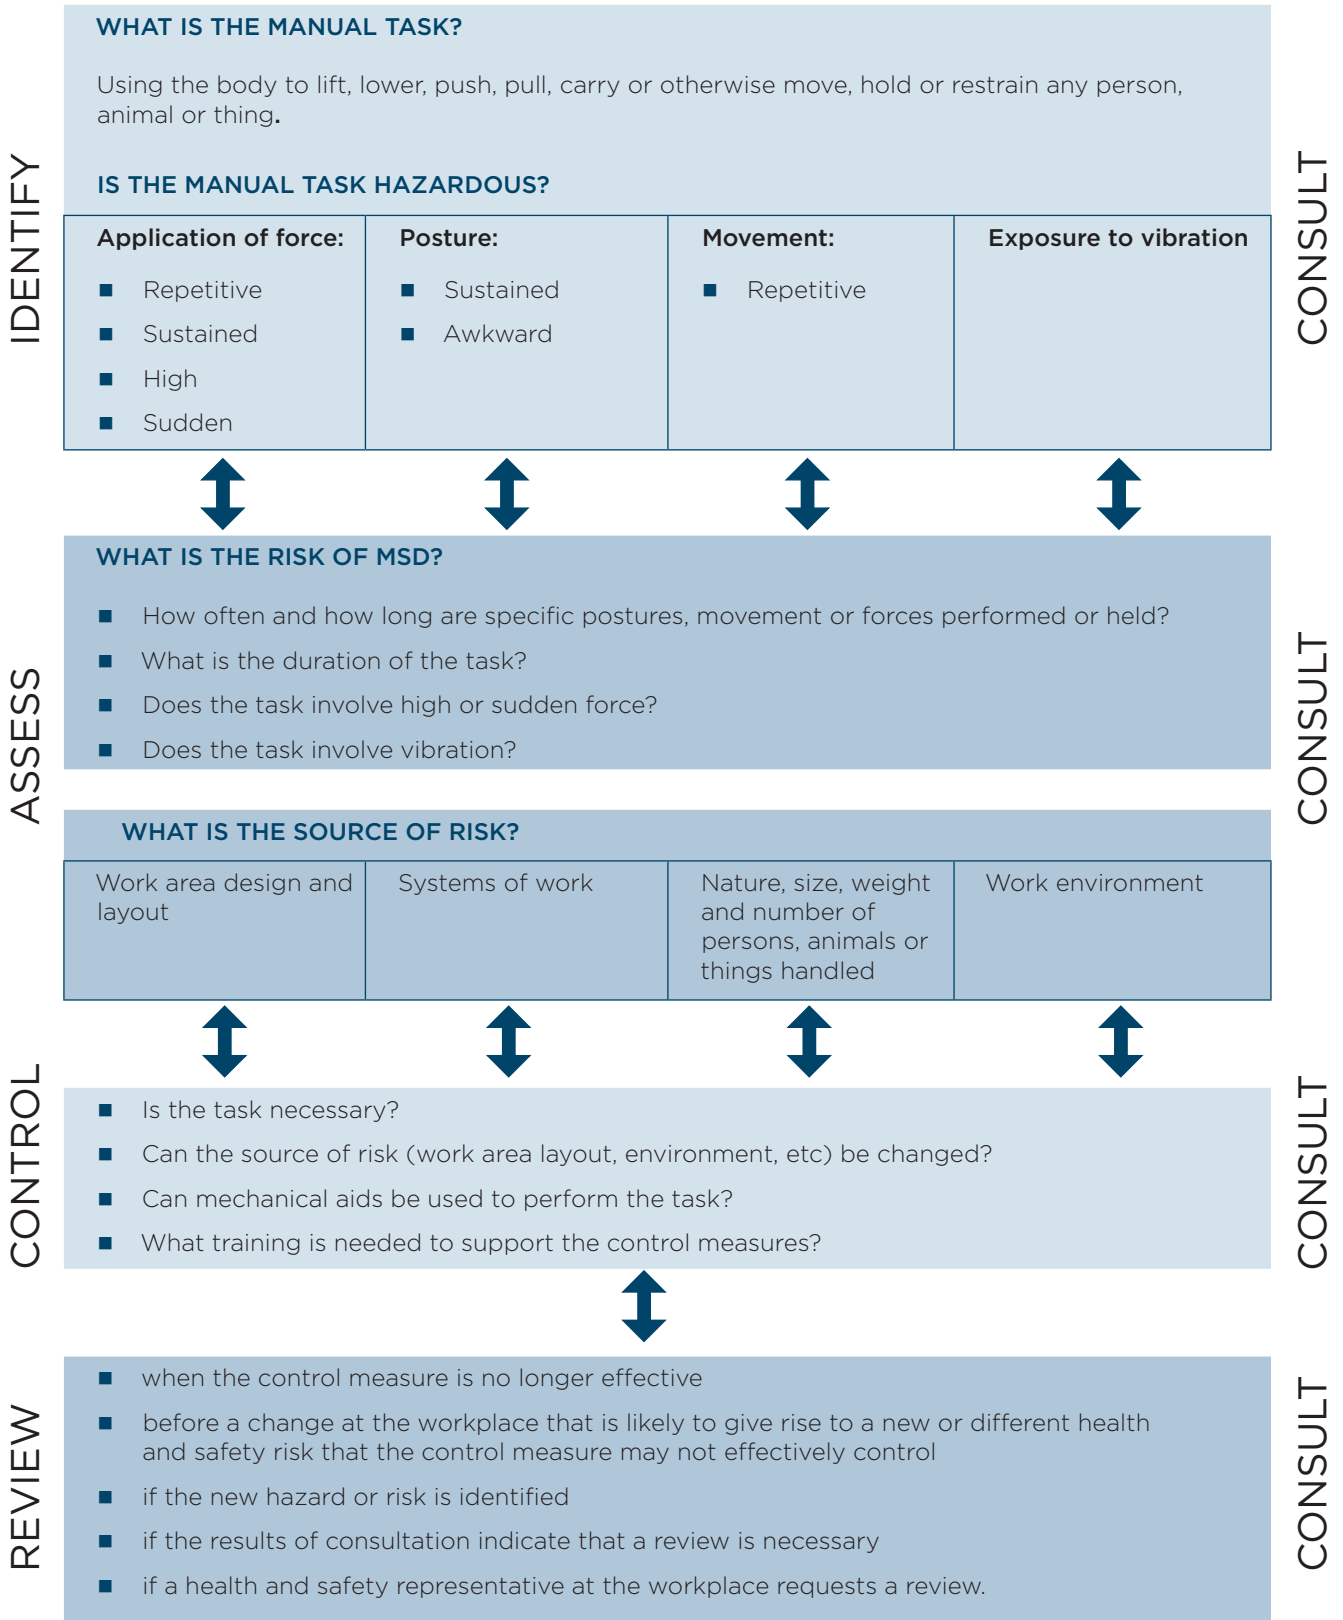 WHAT IS THE MANUAL TASK?
Using the body to lift, lower, push, pull, carry or otherwise move, hold or restrain any person,
animal or thing.
IS THE MANUAL TASK HAZARDOUS?
IDENTIFY
CONSULT
Application of force:
■ Repetitive
■ Sustained
■ High
■ Sudden
Posture:
■ Sustained
■ Awkward
Movement:
■ Repetitive
Exposure to vibration
WHAT IS THE RISK OF MSD?
■ How often and how long are specific postures, movement or forces performed or held?
■ What is the duration of the task?
■ Does the task involve high or sudden force?
■ Does the task involve vibration?
ASSESS
CONSULT
WHAT IS THE SOURCE OF RISK?
Work area design and
layout
Systems of work
Nature, size, weight
and number of
persons, animals or
things handled
Work environment
CONTROL
CONSULT
■ Is the task necessary?
■ Can the source of risk (work area layout, environment, etc) be changed?
■ Can mechanical aids be used to perform the task?
■ What training is needed to support the control measures?
REVIEW
CONSULT
■ when the control measure is no longer effective
■ before a change at the workplace that is likely to give rise to a new or different health
and safety risk that the control measure may not effectively control
■ if the new hazard or risk is identified
■ if the results of consultation indicate that a review is necessary
■ if a health and safety representative at the workplace requests a review.